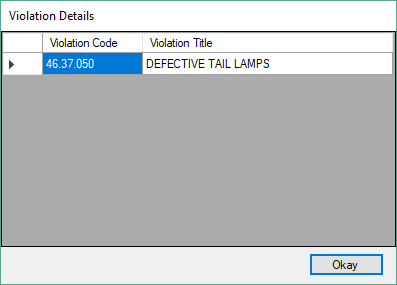 Violation Details
Violation Code Violation Title
46.37.050 DEFECTIVE TAIL LAMPS
Okay